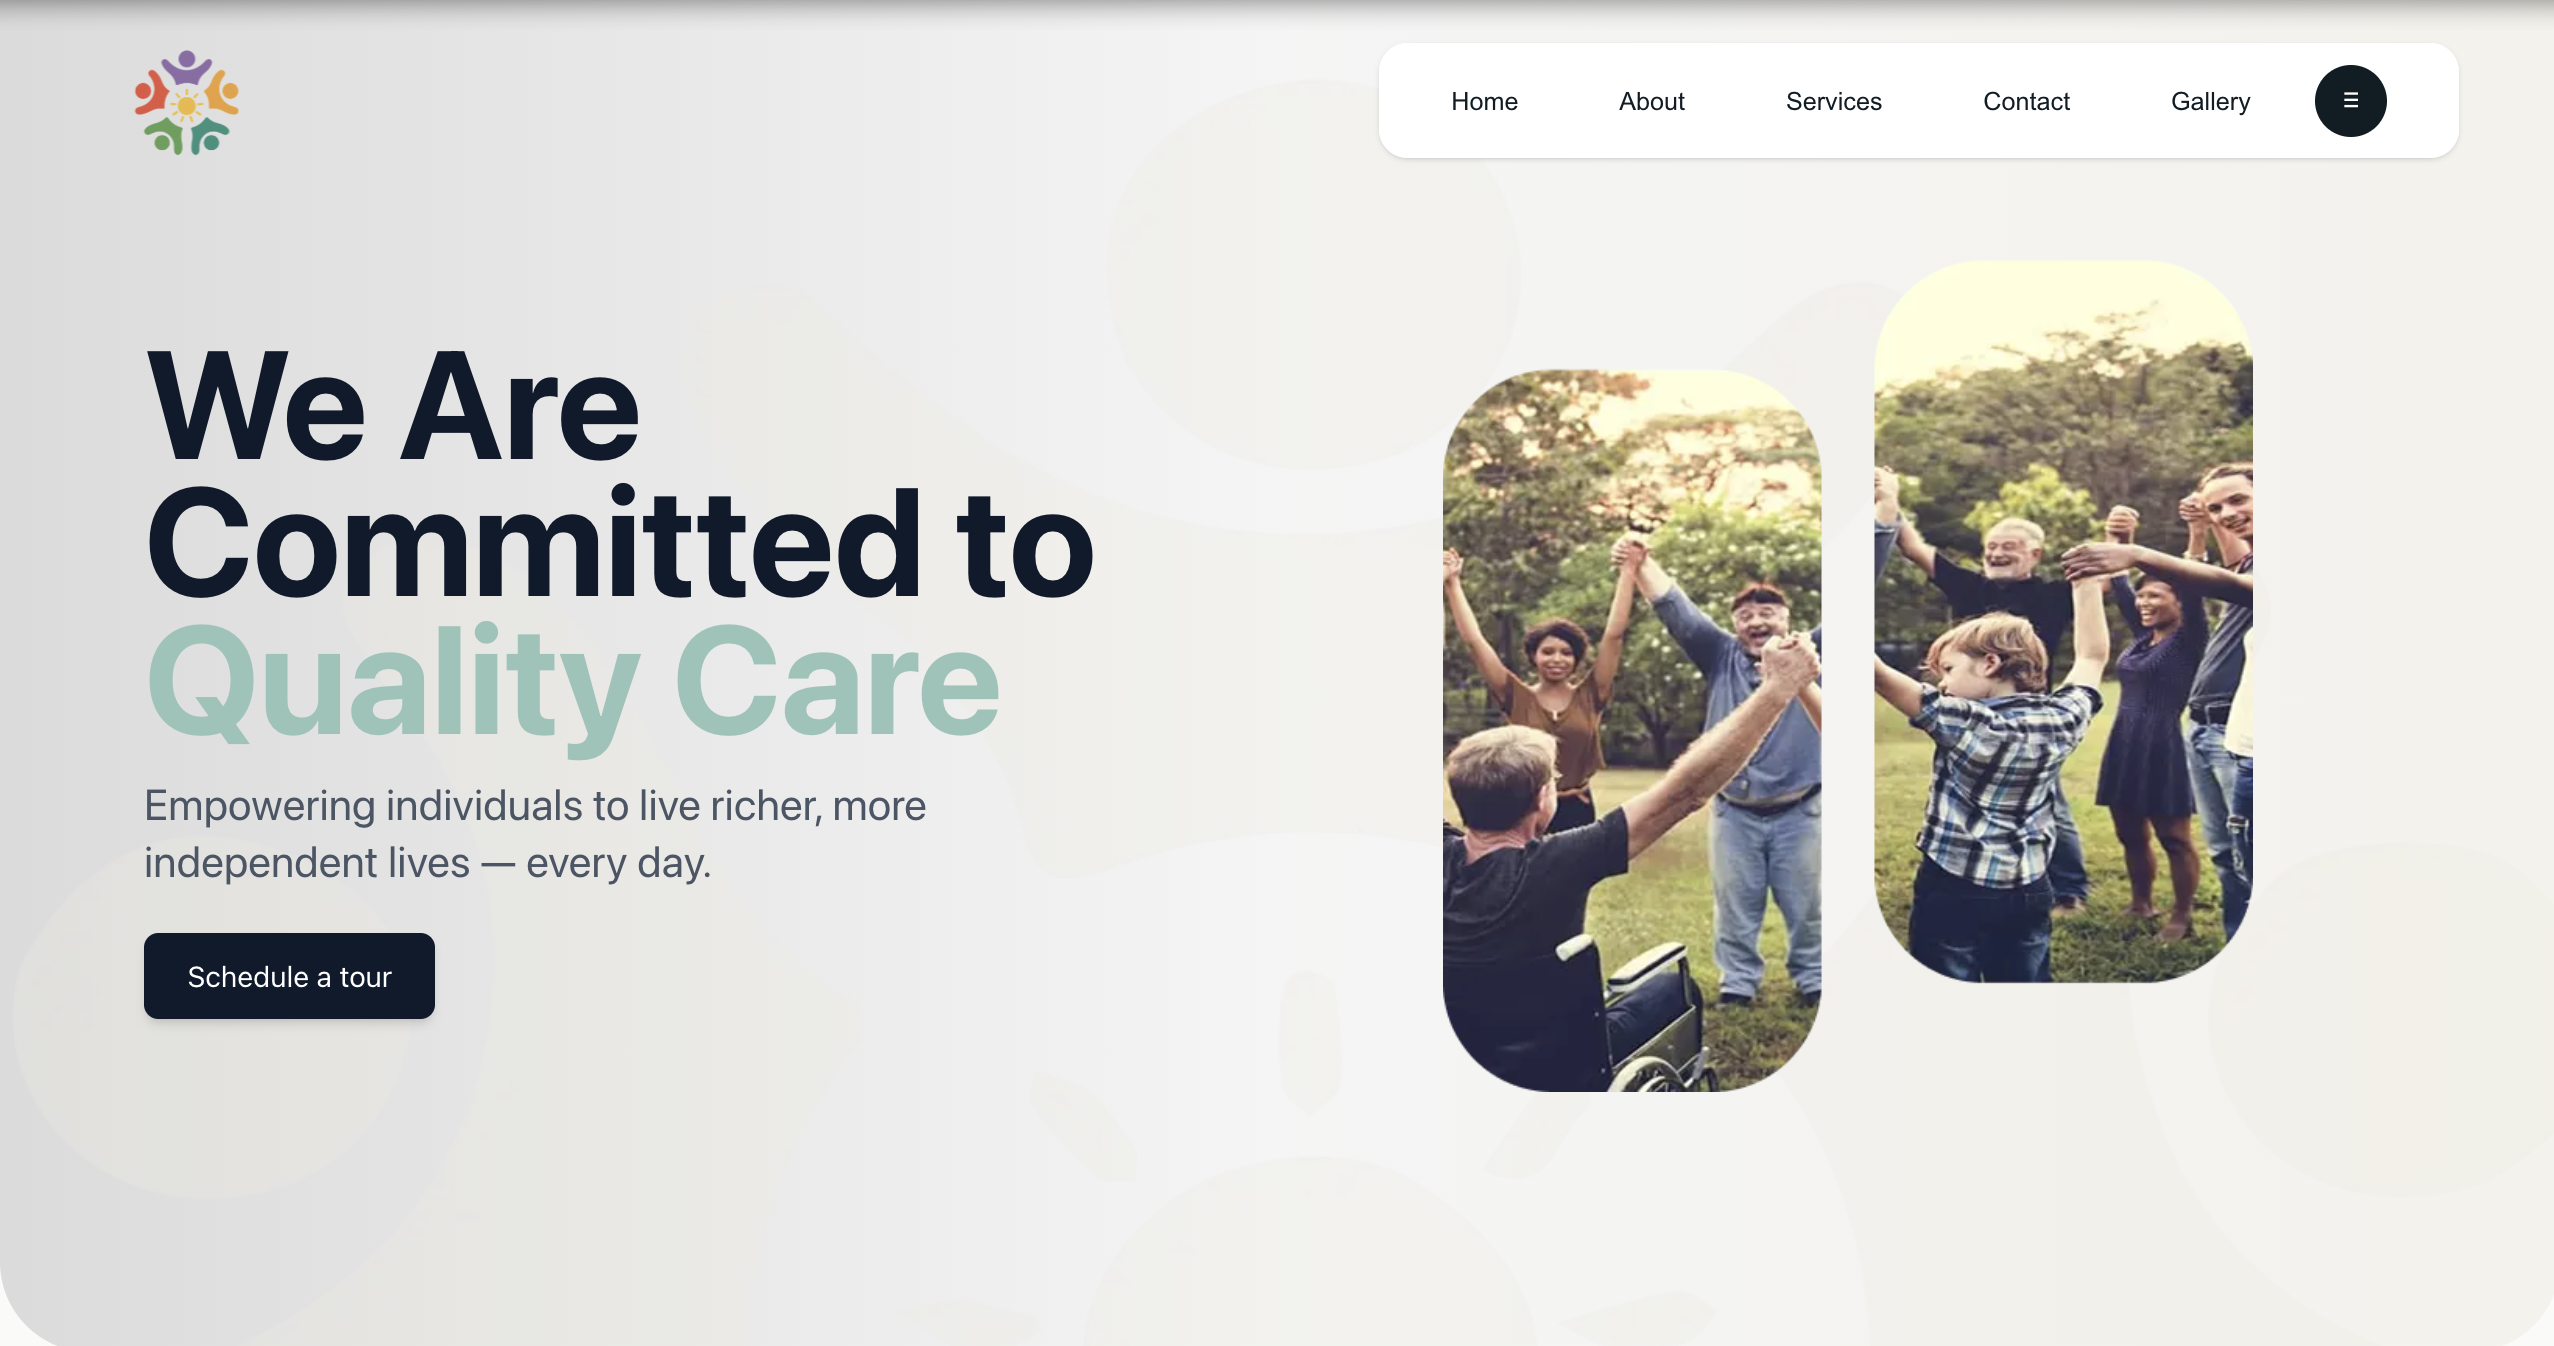 Home About Services Contact Gallery
We Are
Committed to
Quality Care
Empowering individuals to live richer, more
independent lives — every day.
Schedule a tour